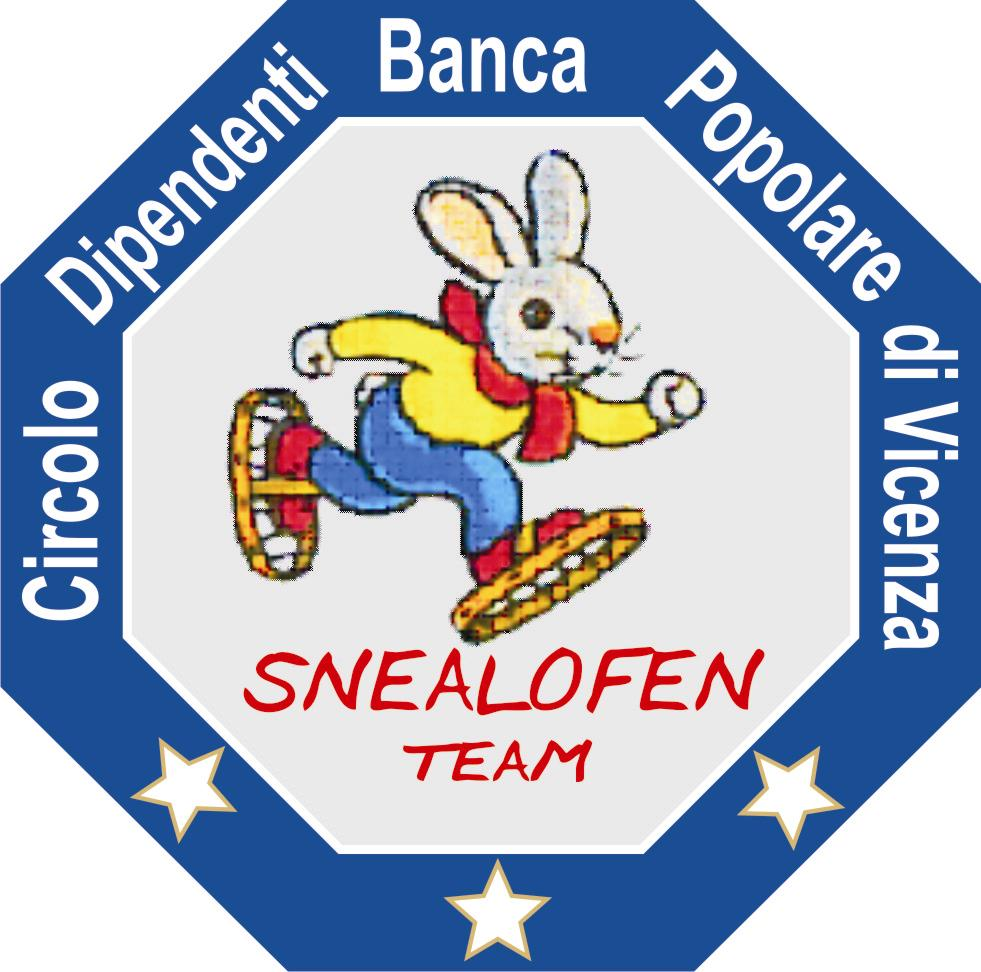 Circolo Dipendenti Banca Popolare di Vicenza
SNEALOFEN
TEAM